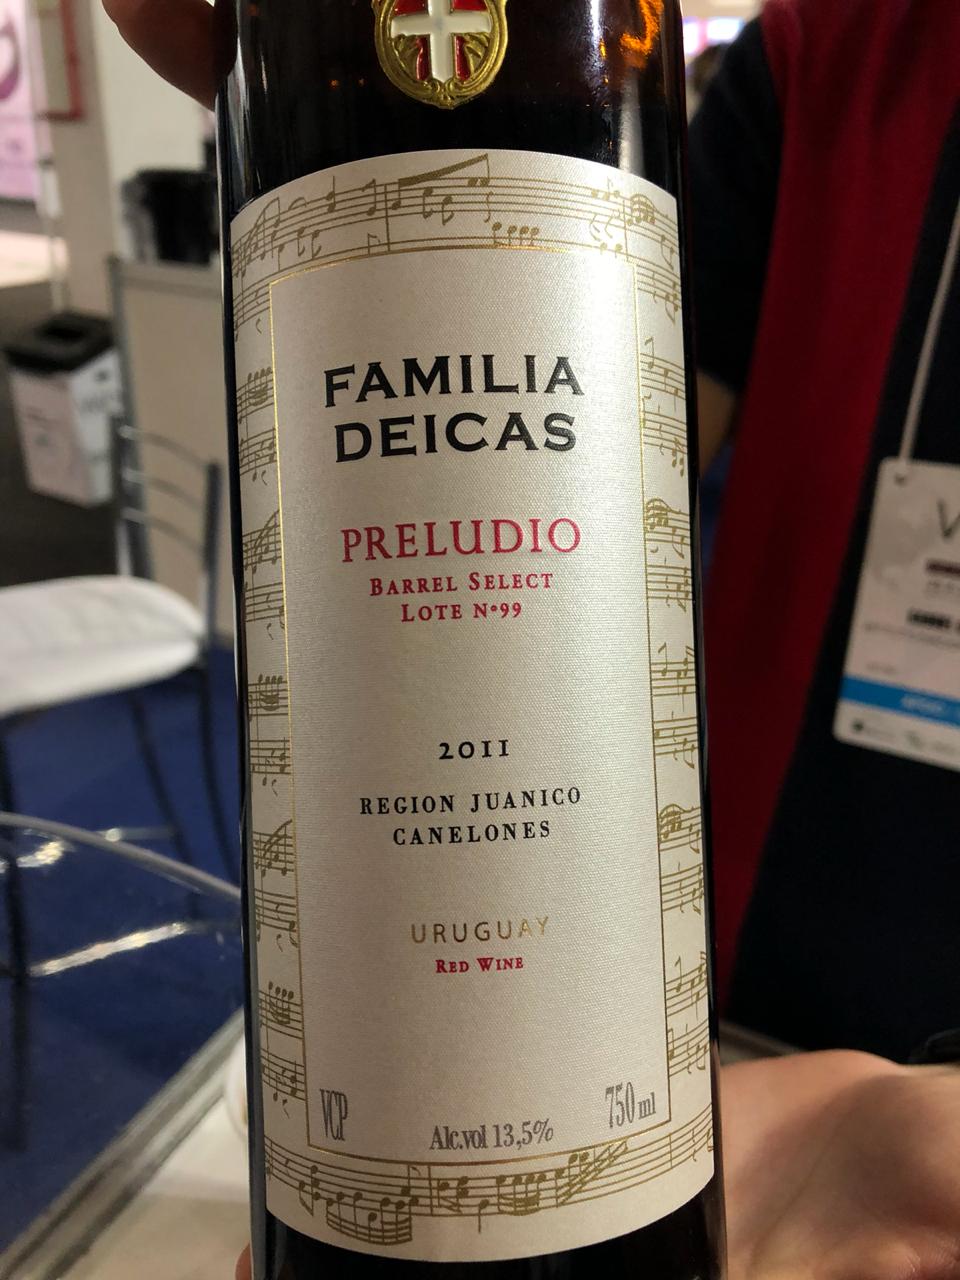 FAMILIA
DEICAS
PRELUDIO
BARREL SELECT
LOTE Nº99
2011
REGION JUANICO
CANELONES
URUGUAY
RED WINE
VCP
Alc.vol 13,5%
750 ml